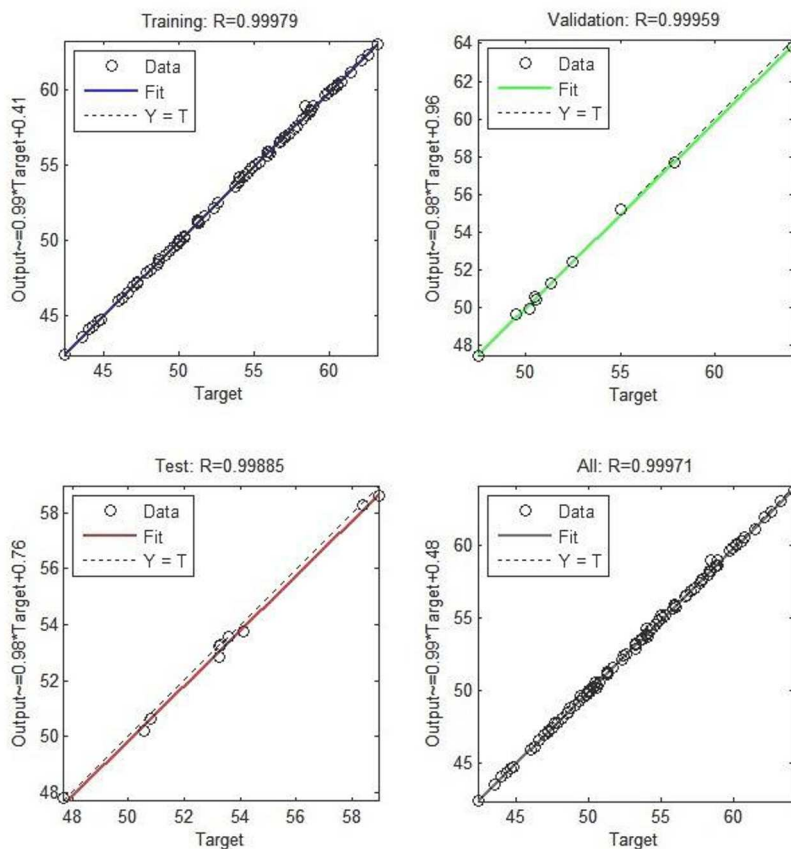 Training: R=0.99979
Data
Fit
Y = T
60
55
50
45
45
50
55
60
Output~=0.99*Target+0.41
Target
Validation: R=0.99959
Data
Fit
Y = T
64
62
60
58
56
54
52
50
48
50
55
60
Output~=0.98*Target+0.96
Target
Test: R=0.99885
Data
Fit
Y = T
58
56
54
52
50
48
48
50
52
54
56
58
Output~=0.98*Target+0.76
Target
All: R=0.99971
Data
Fit
Y = T
60
55
50
45
45
50
55
60
Output~=0.99*Target+0.48
Target